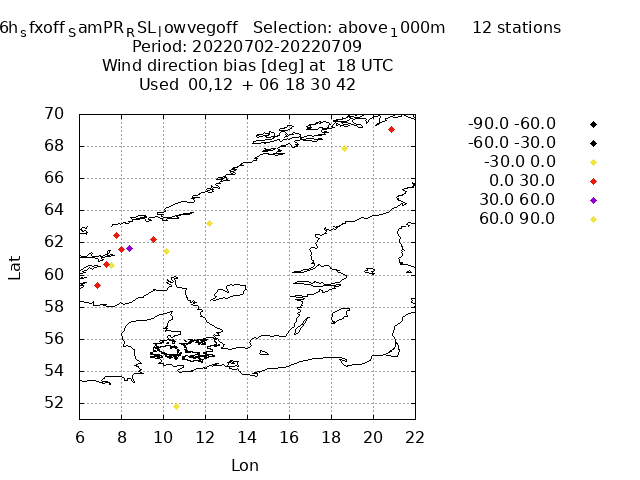 6h_sfxoff_samPR_RSL_lowvegoff Selection: above_1000m 12 stations
Period: 20220702-20220709
Wind direction bias [deg] at 18 UTC
Used 00,12 + 06 18 30 42
70
68
66
64
62
60
58
56
54
52
6 8 10 12 14 16 18 20 22
Lat
Lon
-90.0 -60.0
-60.0 -30.0
-30.0 0.0
0.0 30.0
30.0 60.0
60.0 90.0